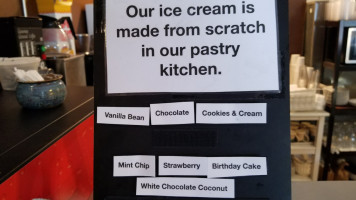 Our ice cream is
made from scratch
in our pastry
kitchen.
Vanilla Bean Chocolate Cookies & Cream
Mint Chip Strawberry Birthday Cake
White Chocolate Coconut